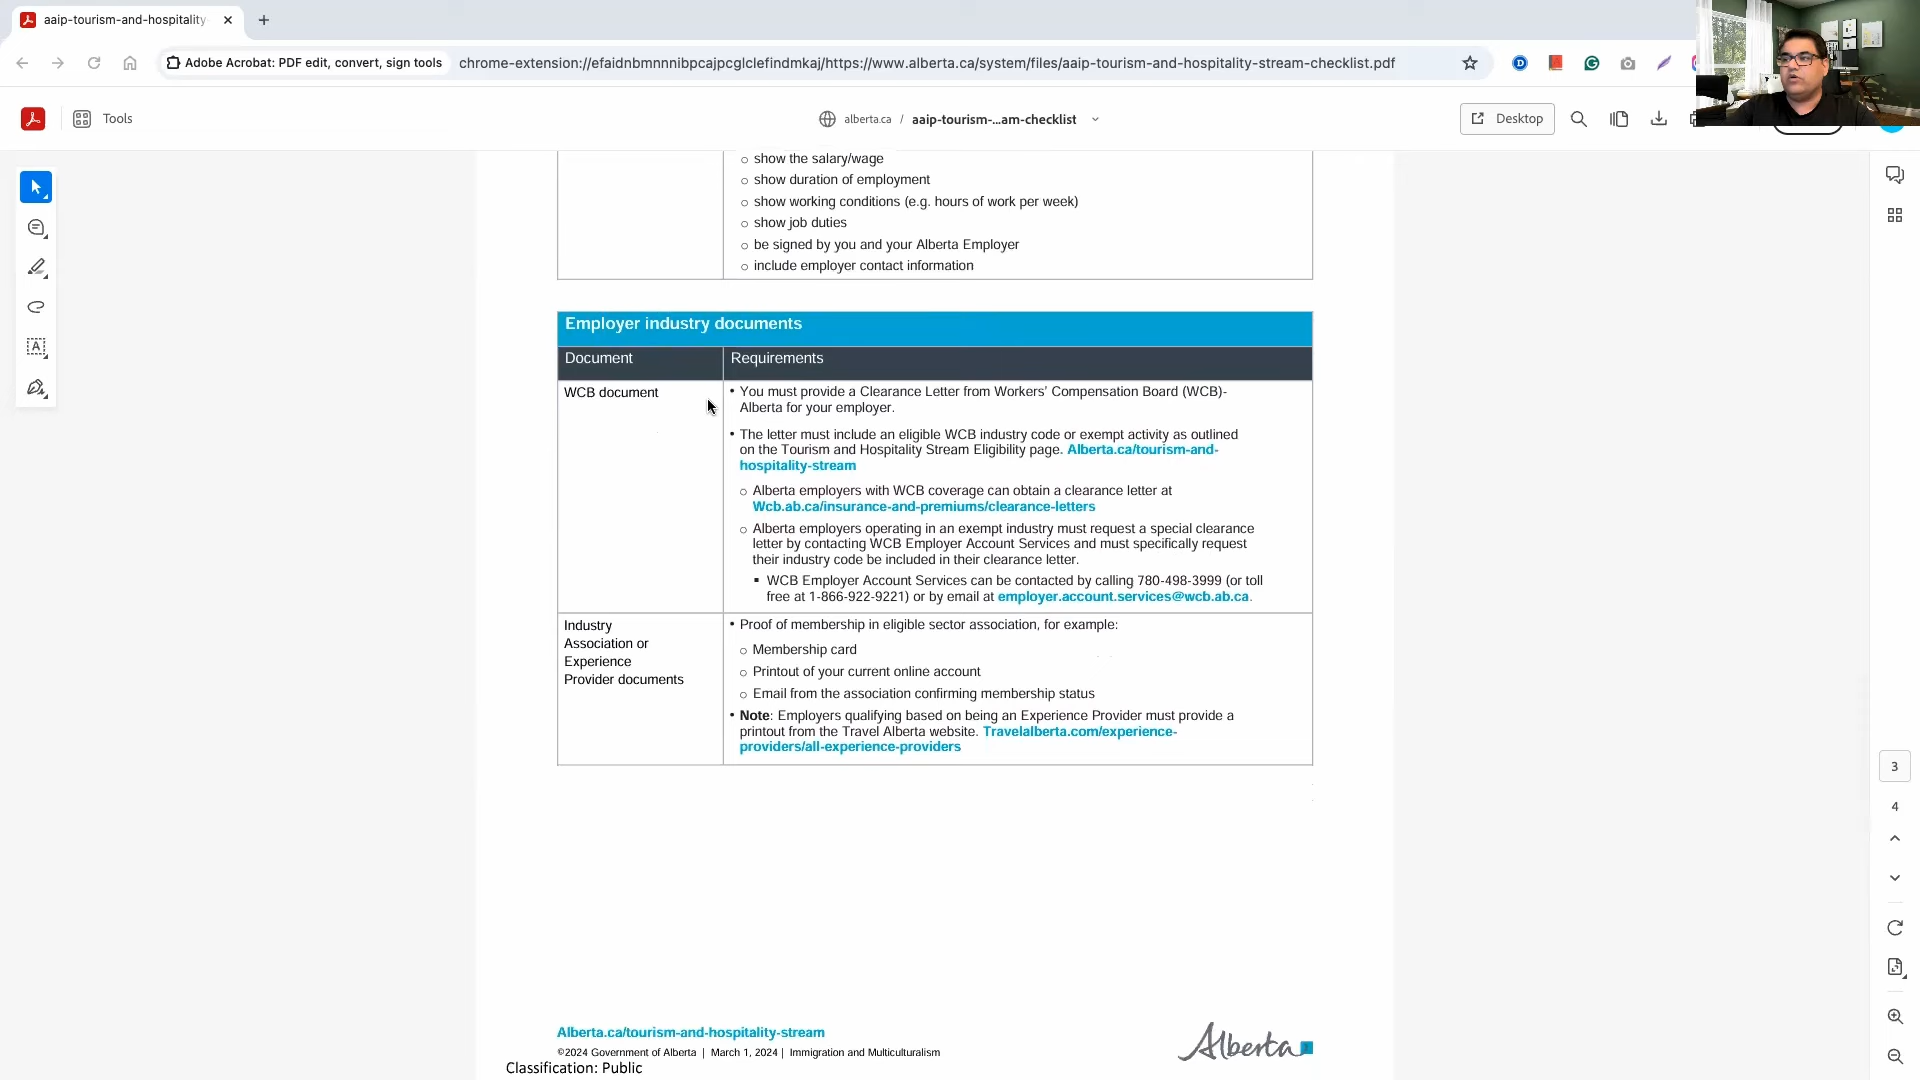 aaip-tourism-and-hospitality-
Adobe Acrobat: PDF edit, convert, sign tools
chrome-extension://efaidnbmnnnibpcajpcglclefindmkaj/https://www.alberta.ca/system/files/aaip-tourism-and-hospitality-stream-checklist.pdf
Tools
alberta.ca / aaip-tourism-...am-checklist
Desktop
○ show the salary/wage
○ show duration of employment
○ show working conditions (e.g. hours of work per week)
○ show job duties
○ be signed by you and your Alberta Employer
○ include employer contact information
Employer industry documents
Document Requirements
WCB document
• You must provide a Clearance Letter from Workers' Compensation Board (WCB)-
Alberta for your employer.
• The letter must include an eligible WCB industry code or exempt activity as outlined
on the Tourism and Hospitality Stream Eligibility page. Alberta.ca/tourism-and-
hospitality-stream
○ Alberta employers with WCB coverage can obtain a clearance letter at
Wcb.ab.ca/insurance-and-premiums/clearance-letters
○ Alberta employers operating in an exempt industry must request a special clearance
letter by contacting WCB Employer Account Services and must specifically request
their industry code be included in their clearance letter.
▪ WCB Employer Account Services can be contacted by calling 780-498-3999 (or toll
free at 1-866-922-9221) or by email at employer.account.services@wcb.ab.ca.
Industry
Association or
Experience
Provider documents
• Proof of membership in eligible sector association, for example:
○ Membership card
○ Printout of your current online account
○ Email from the association confirming membership status
• Note: Employers qualifying based on being an Experience Provider must provide a
printout from the Travel Alberta website. Travelalberta.com/experience-
providers/all-experience-providers
3
4
Alberta.ca/tourism-and-hospitality-stream
©2024 Government of Alberta | March 1, 2024 | Immigration and Multiculturalism
Alberta
Classification: Public